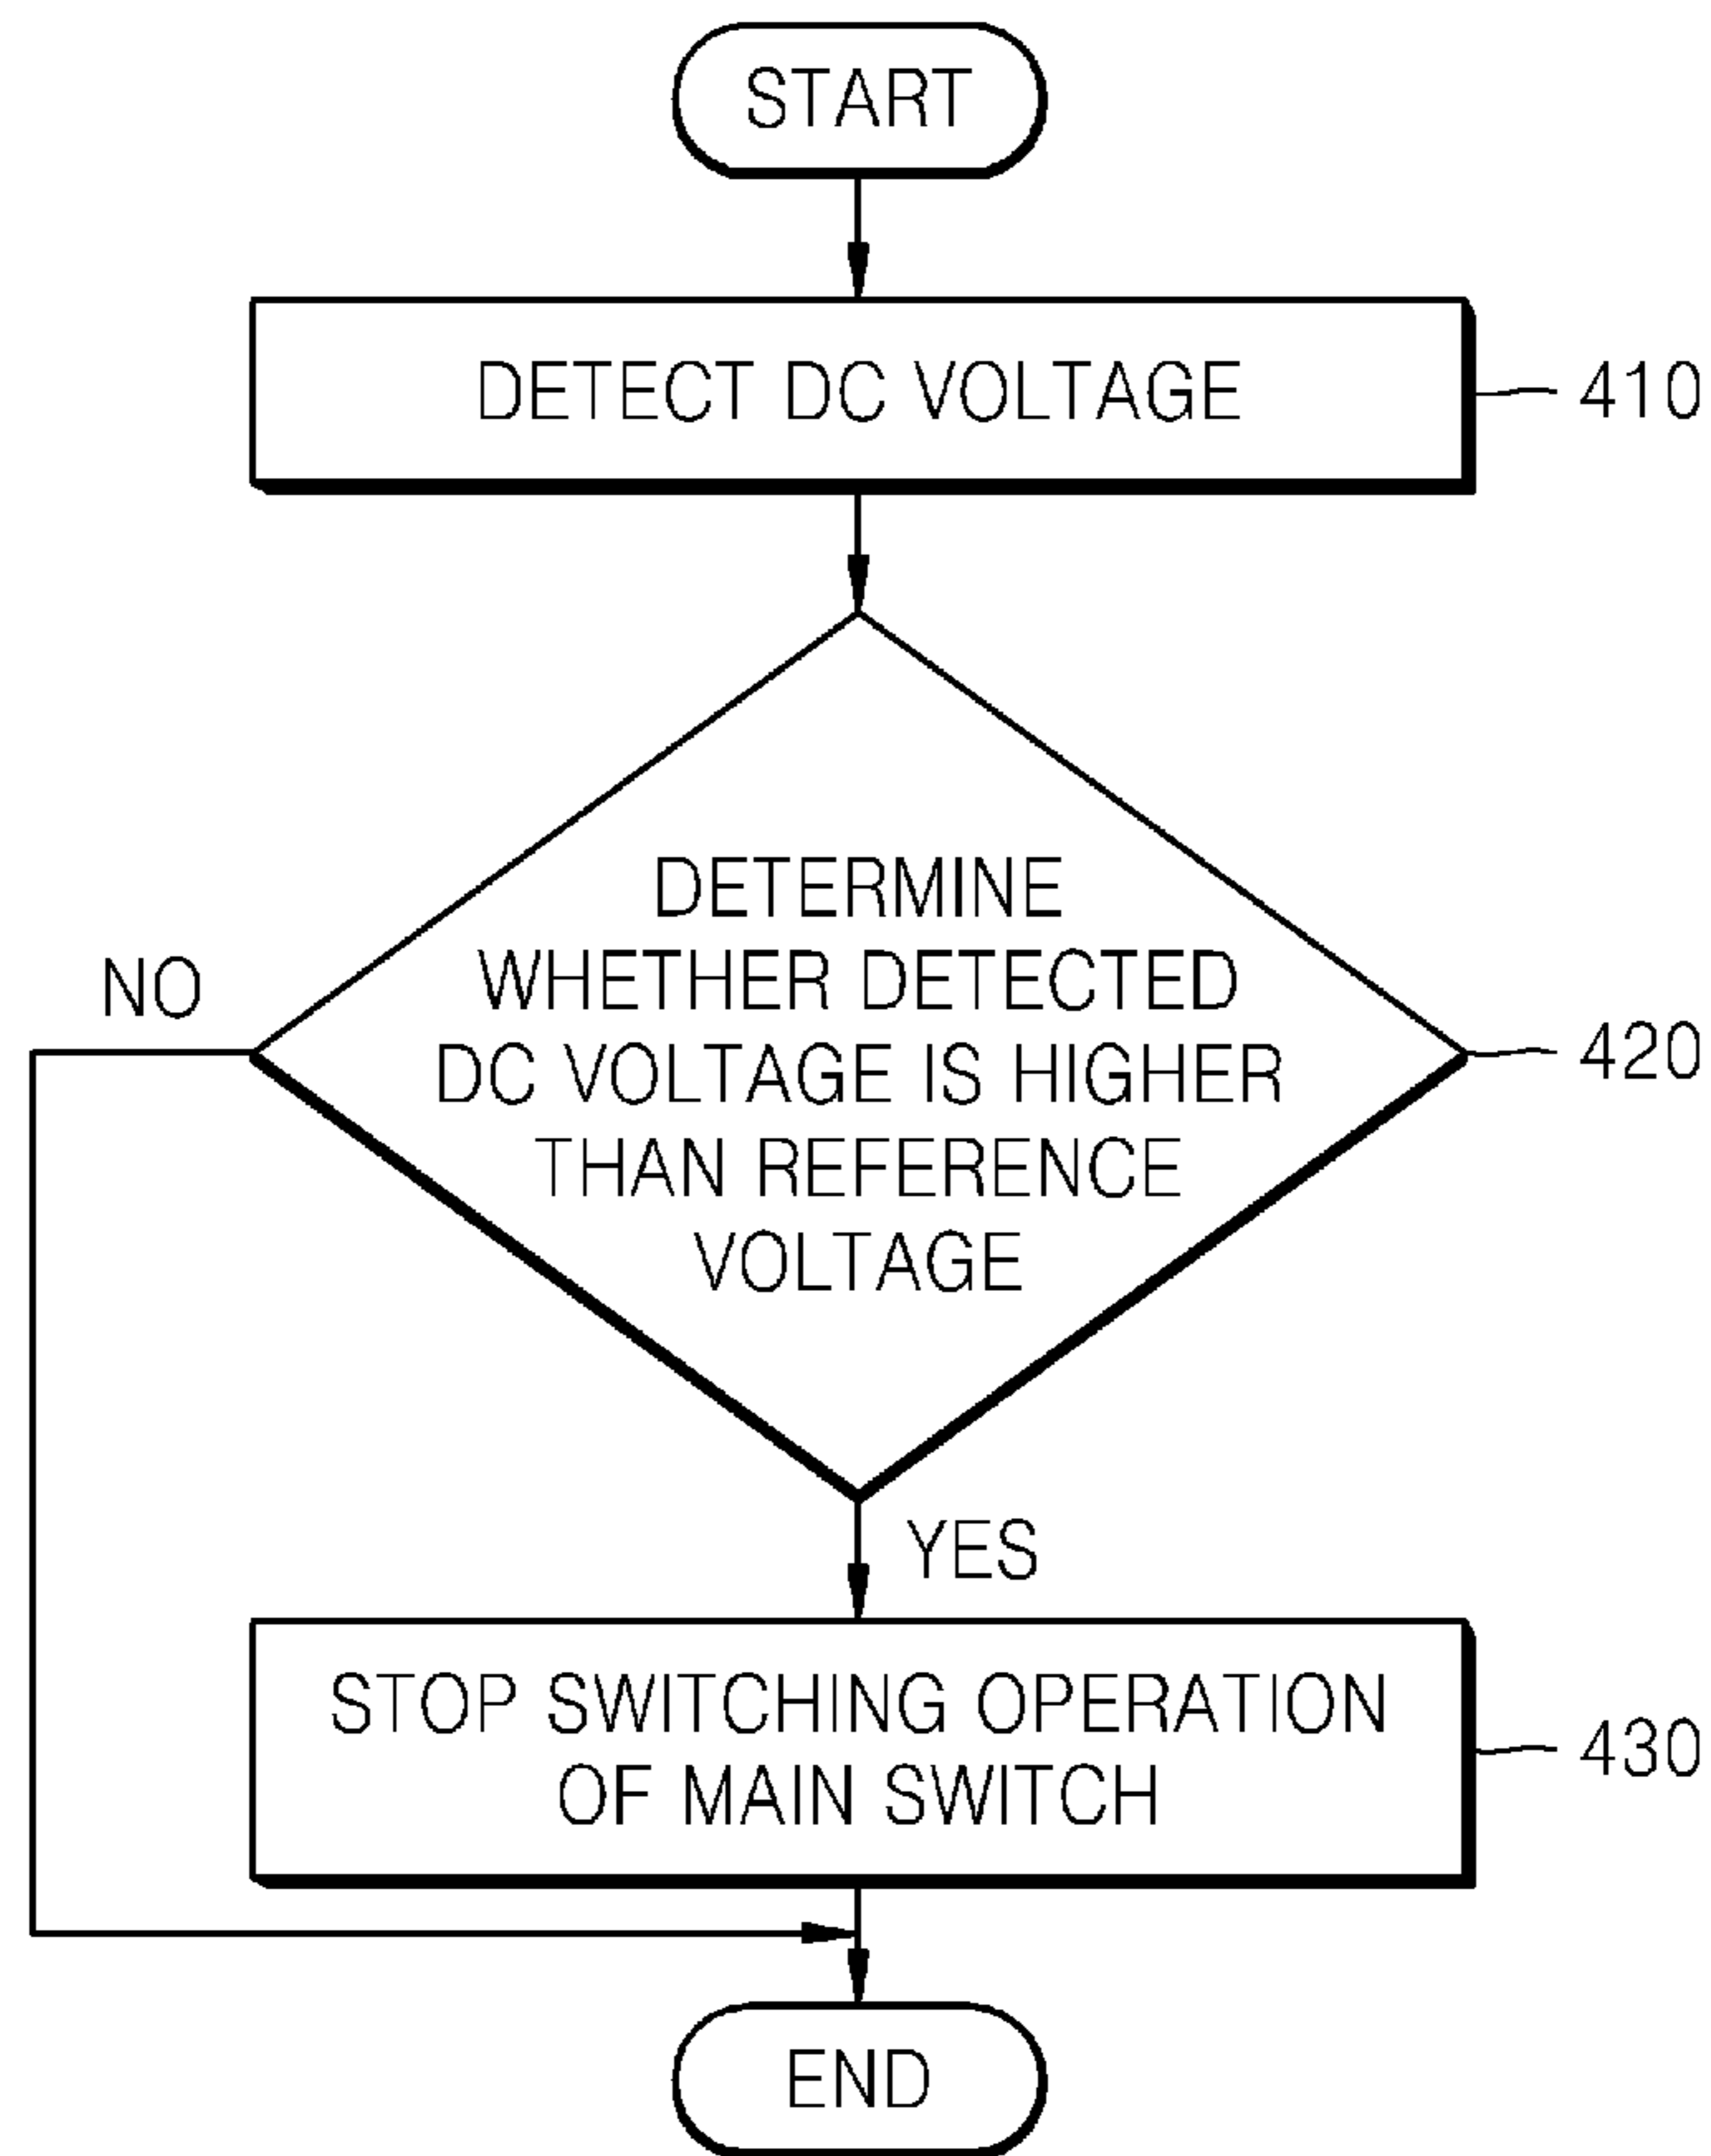 START
DETECT DC VOLTAGE
410
DETERMINE
WHETHER DETECTED
DC VOLTAGE IS HIGHER
THAN REFERENCE
VOLTAGE
NO
420
YES
STOP SWITCHING OPERATION
OF MAIN SWITCH
430
END